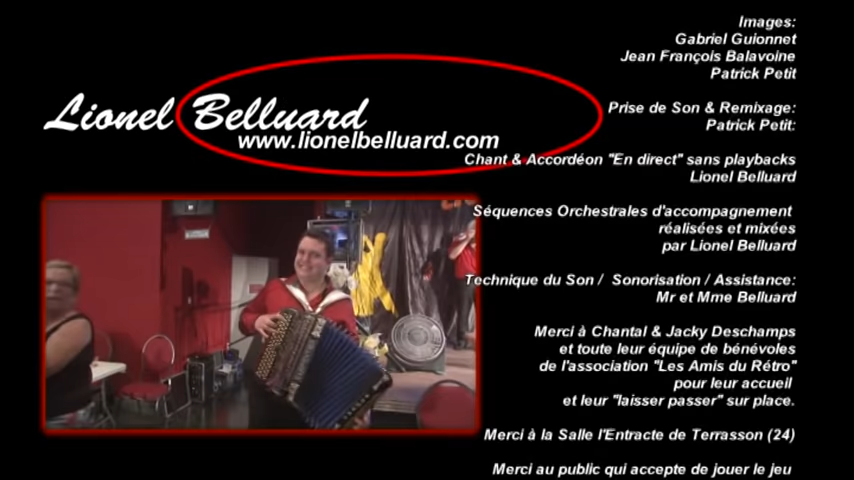 Lionel Belluard
www.lionelbelluard.com
Images:
Gabriel Guionnet
Jean François Balavoine
Patrick Petit
Prise de Son & Remixage:
Patrick Petit:
Chant & Accordéon "En direct" sans playbacks
Lionel Belluard
Séquences Orchestrales d'accompagnement
réalisées et mixées
par Lionel Belluard
Technique du Son / Sonorisation / Assistance:
Mr et Mme Belluard
Merci à Chantal & Jacky Deschamps
et toute leur équipe de bénévoles
de l'association "Les Amis du Rétro"
pour leur accueil
et leur "laisser passer" sur place.
Merci à la Salle l'Entracte de Terrasson (24)
Merci au public qui accepte de jouer le jeu